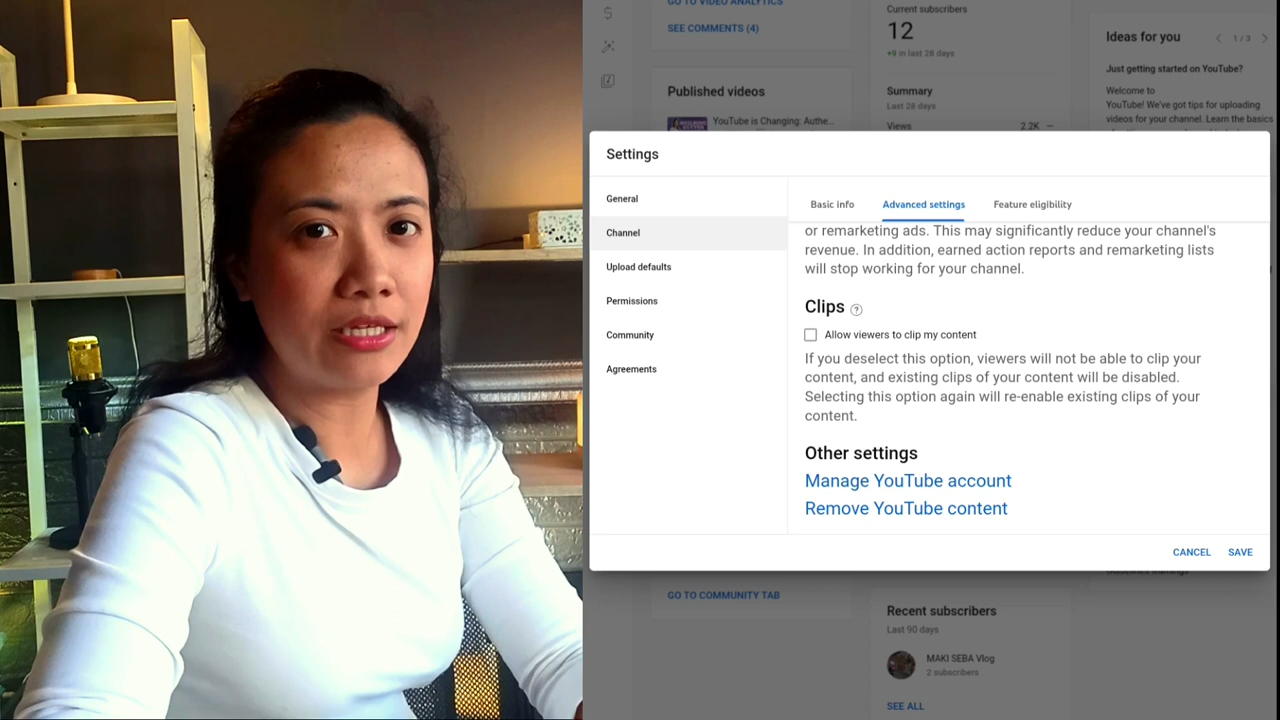 GO TO VIDEO ANALYTICS
SEE COMMENTS (4)
Published videos
YouTube is Changing: Authe...
Current subscribers
12
+9 in last 28 days
Summary
Last 28 days
Views 2.2K —
Ideas for you
1 / 3
Just getting started on YouTube?
Welcome to
YouTube! We've got tips for uploading
videos for your channel. Learn the basics
Settings
General
Channel
Upload defaults
Permissions
Community
Agreements
Basic info Advanced settings Feature eligibility
or remarketing ads. This may significantly reduce your channel's
revenue. In addition, earned action reports and remarketing lists
will stop working for your channel.
Clips ?
Allow viewers to clip my content
If you deselect this option, viewers will not be able to clip your
content, and existing clips of your content will be disabled.
Selecting this option again will re-enable existing clips of your
content.
Other settings
Manage YouTube account
Remove YouTube content
CANCEL SAVE
GO TO COMMUNITY TAB
Recent subscribers
Last 90 days
MAKI SEBA Vlog
2 subscribers
SEE ALL